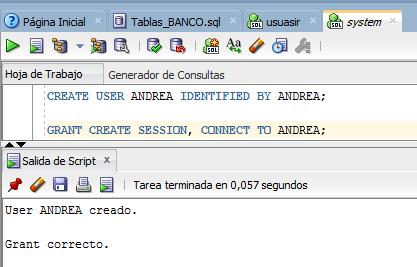 Página Inicial Tablas_BANCO.sql usuasir system
Hoja de Trabajo Generador de Consultas
CREATE USER ANDREA IDENTIFIED BY ANDREA;
GRANT CREATE SESSION, CONNECT TO ANDREA;
Salida de Script x
Tarea terminada en 0,057 segundos
User ANDREA creado.
Grant correcto.